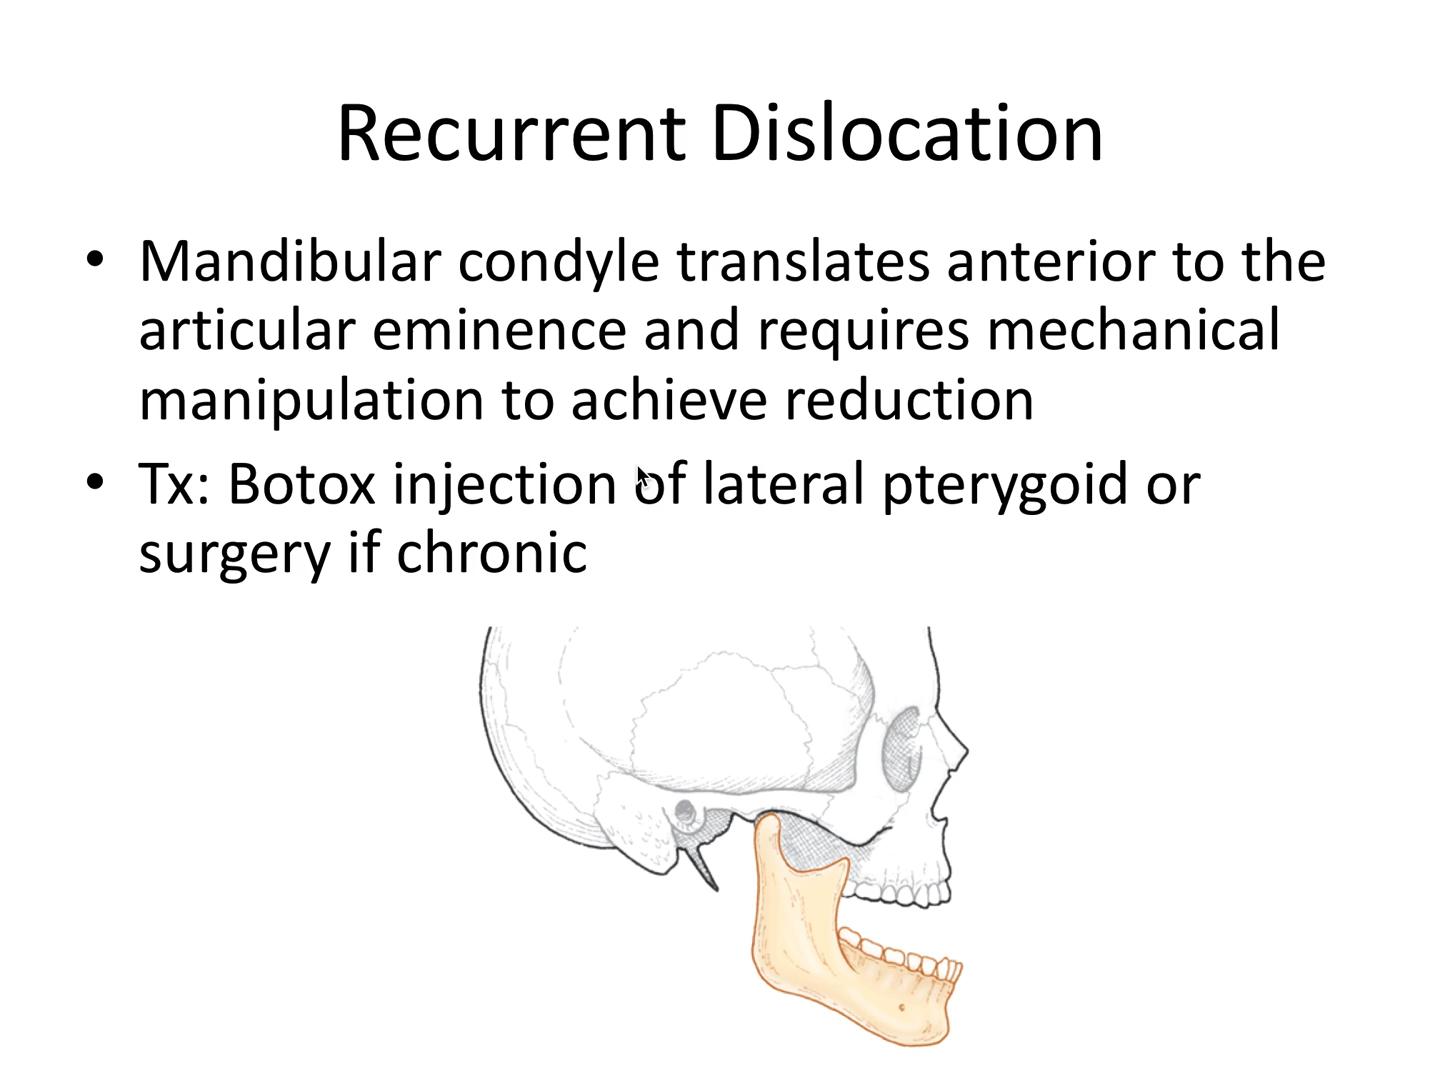 Recurrent Dislocation
• Mandibular condyle translates anterior to the
articular eminence and requires mechanical
manipulation to achieve reduction
• Tx: Botox injection of lateral pterygoid or
surgery if chronic